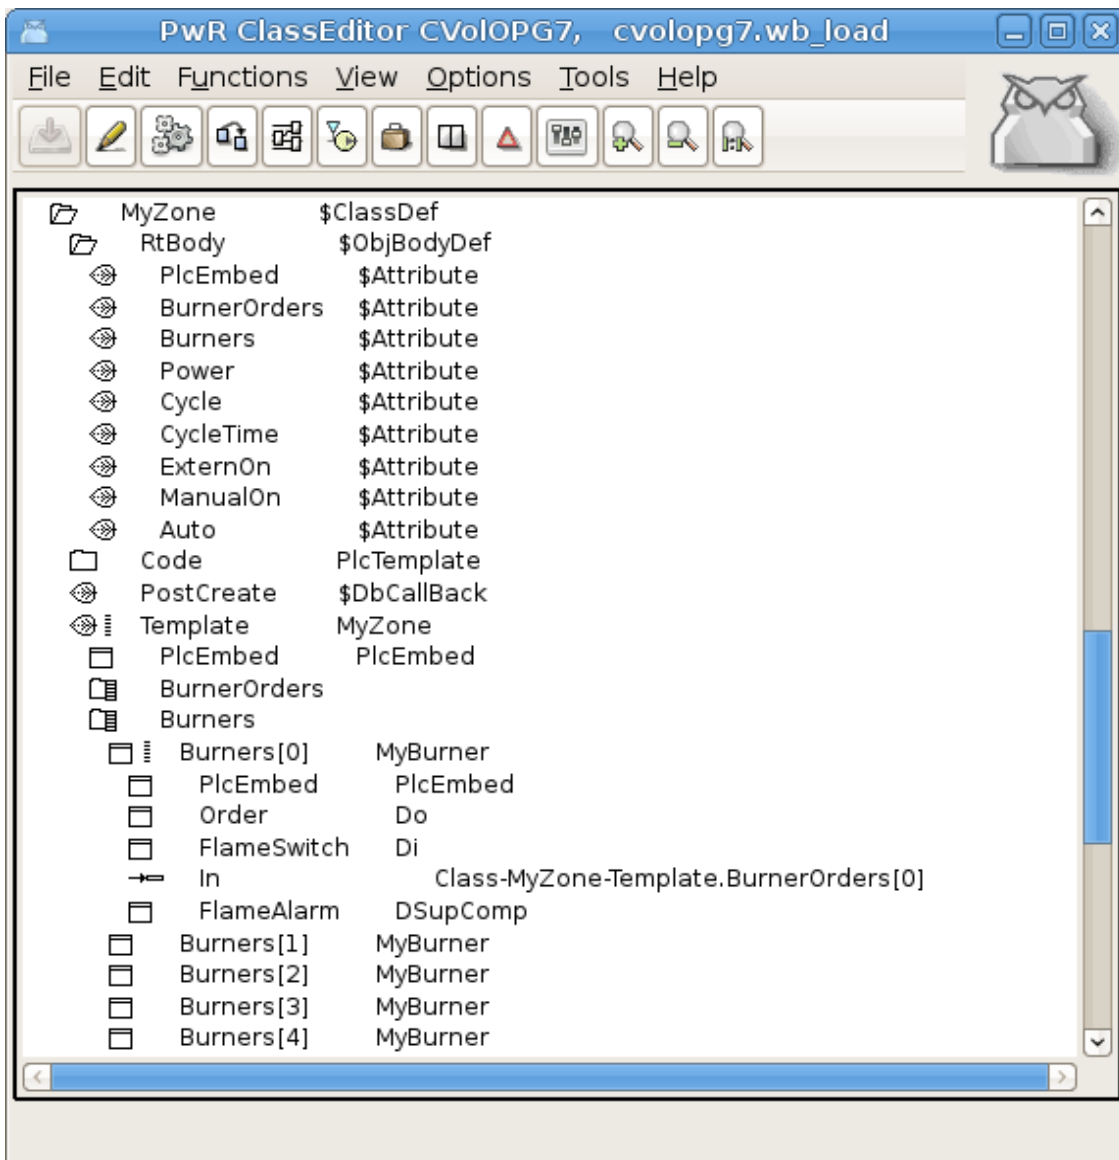 PwR ClassEditor CVolOPG7, cvolopg7.wb_load
File Edit Functions View Options Tools Help
MyZone $ClassDef
RtBody $ObjBodyDef
PlcEmbed $Attribute
BurnerOrders $Attribute
Burners $Attribute
Power $Attribute
Cycle $Attribute
CycleTime $Attribute
ExternOn $Attribute
ManualOn $Attribute
Auto $Attribute
Code PlcTemplate
PostCreate $DbCallBack
Template MyZone
PlcEmbed PlcEmbed
BurnerOrders
Burners
Burners[0] MyBurner
PlcEmbed PlcEmbed
Order Do
FlameSwitch Di
In Class-MyZone-Template.BurnerOrders[0]
FlameAlarm DSupComp
Burners[1] MyBurner
Burners[2] MyBurner
Burners[3] MyBurner
Burners[4] MyBurner